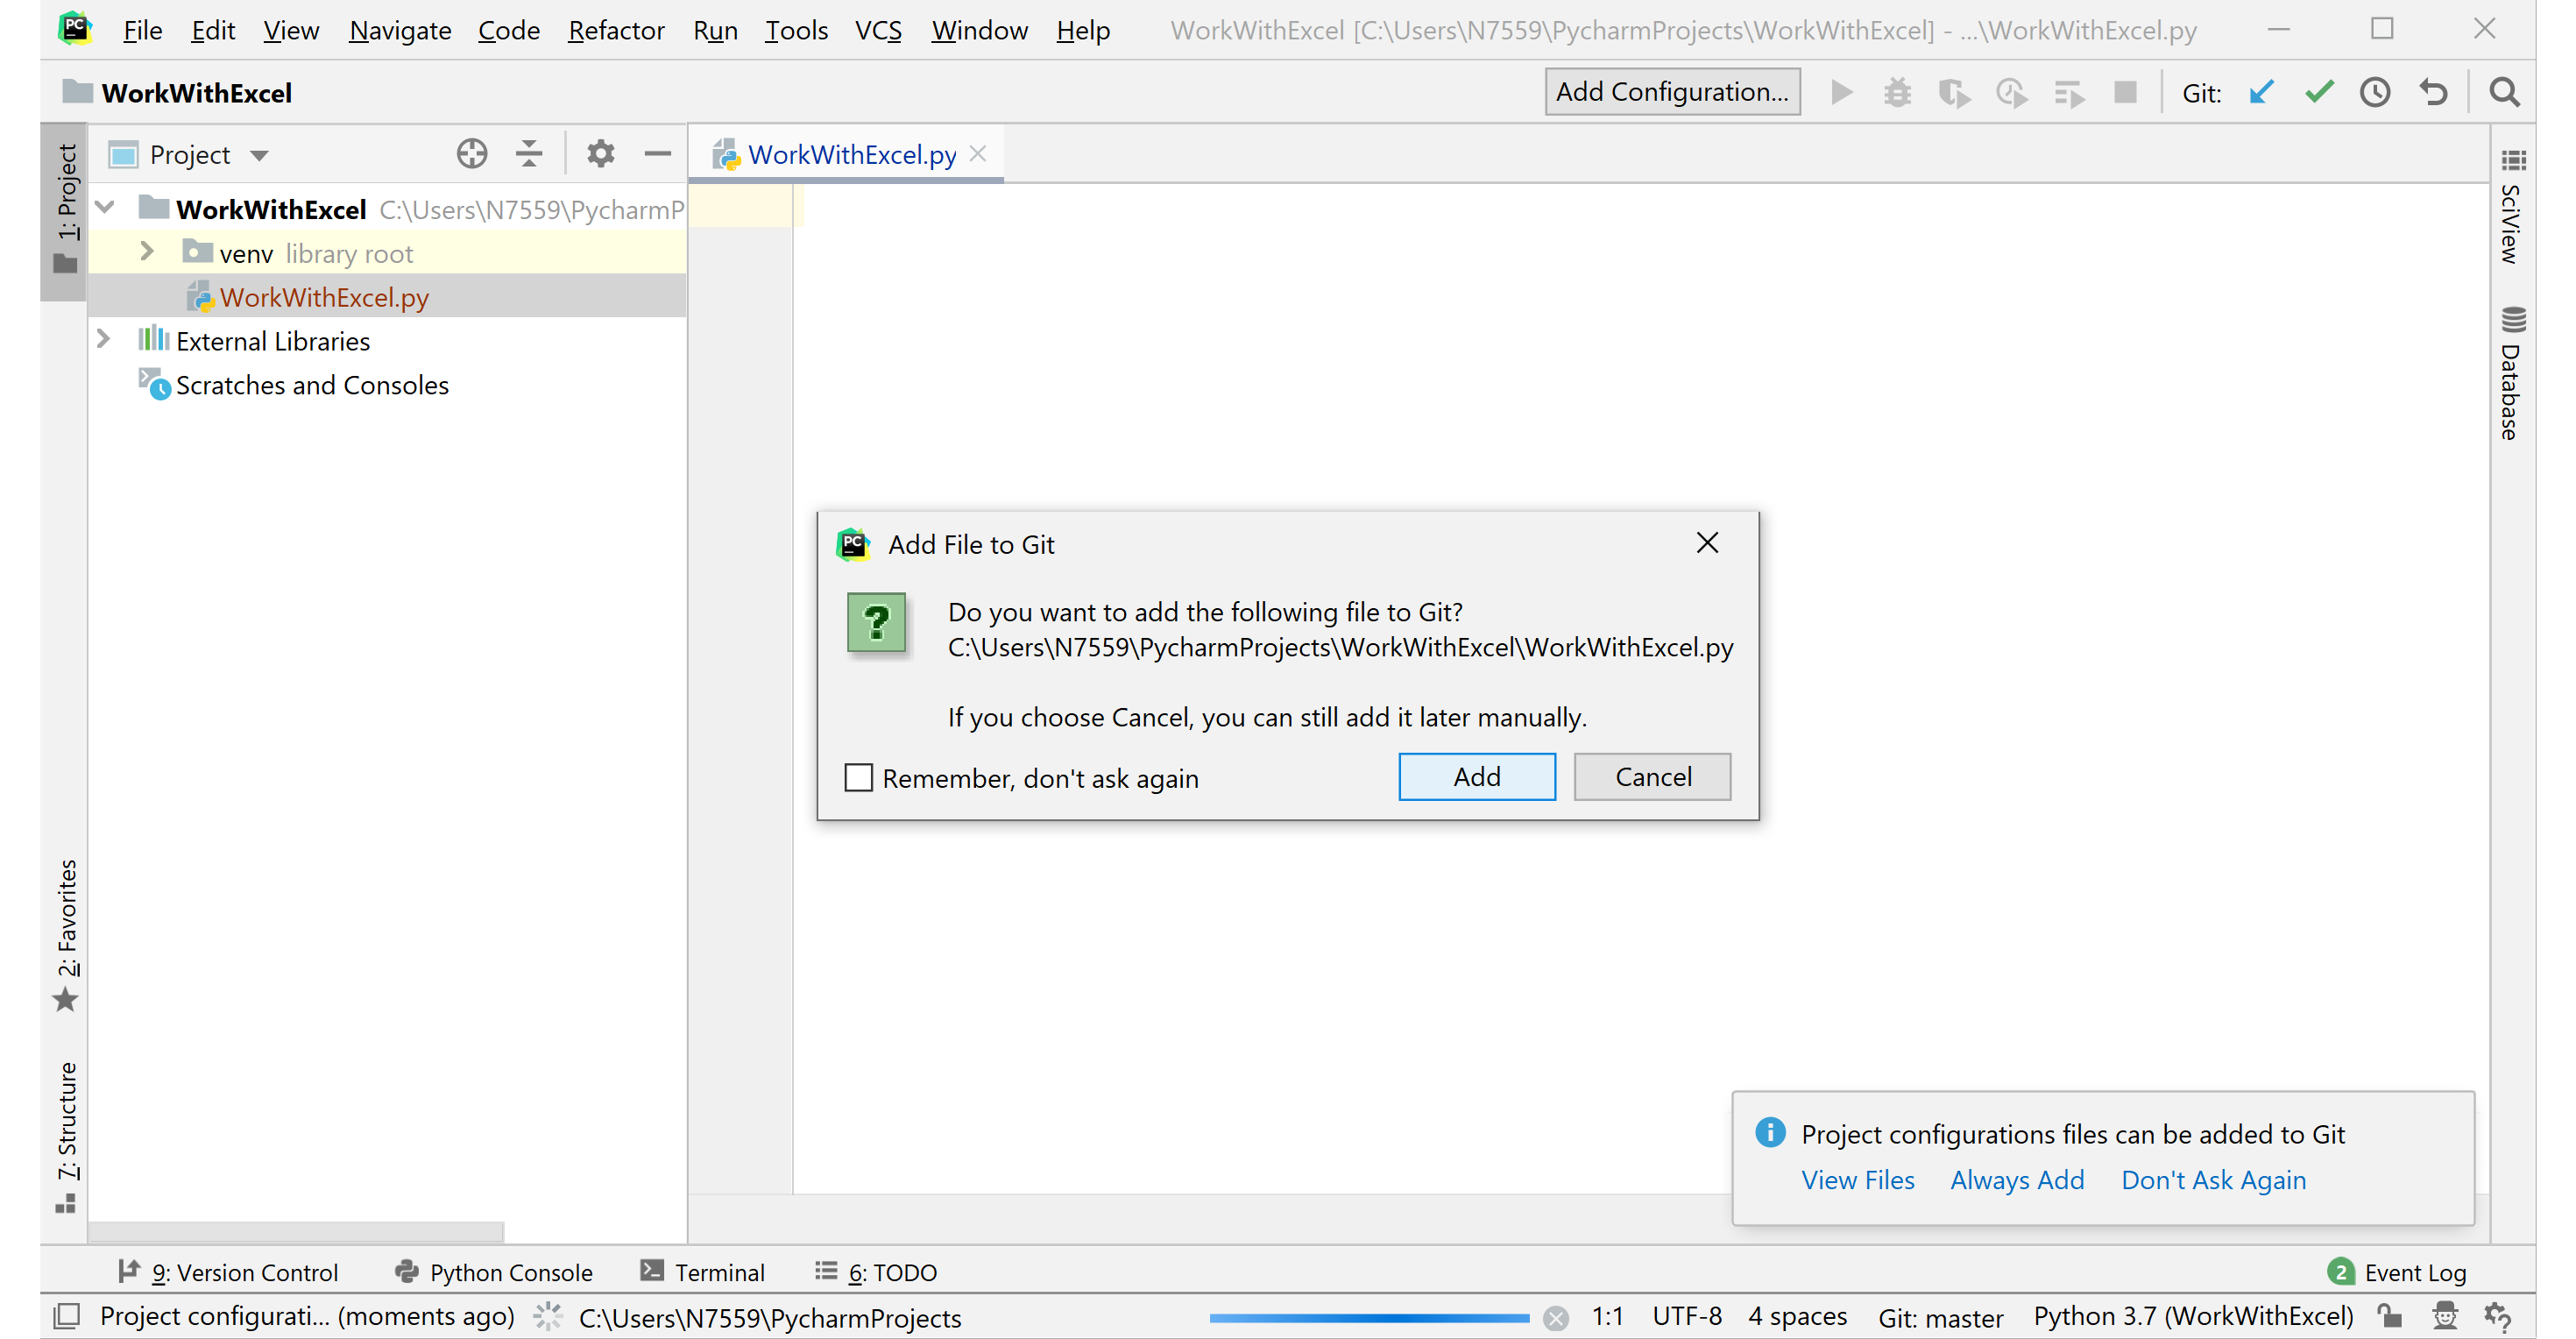 File Edit View Navigate Code Refactor Run Tools VCS Window Help WorkWithExcel [C:\Users\N7559\PycharmProjects\WorkWithExcel] - ...\WorkWithExcel.py
WorkWithExcel Add Configuration... Git:
1: Project
Project
WorkWithExcel.py
WorkWithExcel C:\Users\N7559\PycharmP
venv library root
WorkWithExcel.py
External Libraries
Scratches and Consoles
SciView
Database
Add File to Git
Do you want to add the following file to Git?
C:\Users\N7559\PycharmProjects\WorkWithExcel\WorkWithExcel.py
If you choose Cancel, you can still add it later manually.
Remember, don't ask again Add Cancel
2: Favorites
7: Structure
Project configurations files can be added to Git
View Files Always Add Don't Ask Again
9: Version Control Python Console Terminal 6: TODO 2 Event Log
Project configurati... (moments ago) C:\Users\N7559\PycharmProjects 1:1 UTF-8 4 spaces Git: master Python 3.7 (WorkWithExcel)